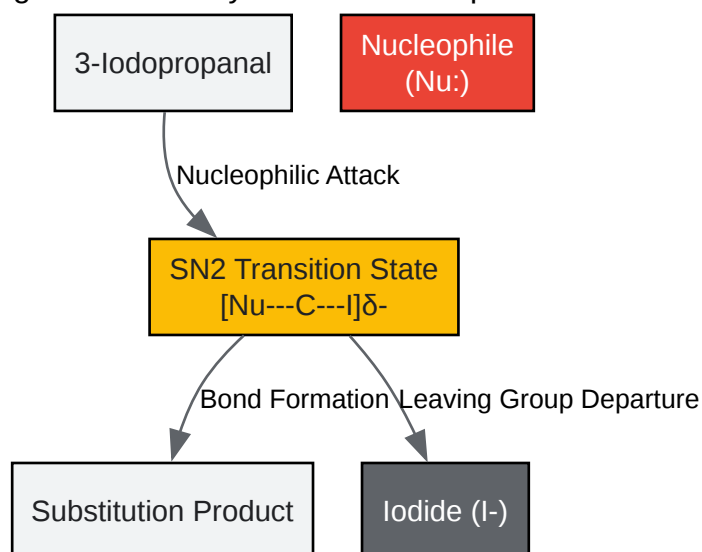 3-Iodopropanal
Nucleophile
(Nu:)
Nucleophilic Attack
SN2 Transition State
[Nu---C---I]δ-
Bond Formation
Leaving Group Departure
Substitution Product
Iodide (I-)